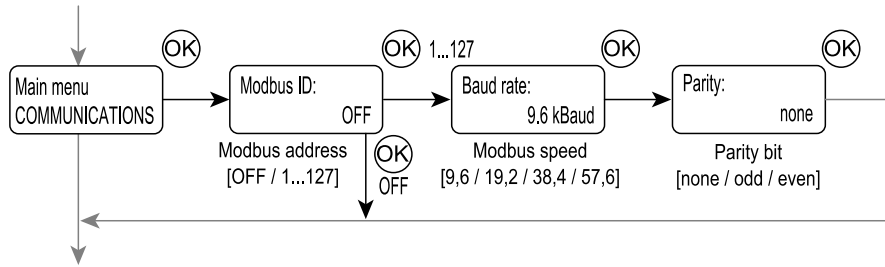 OK
OK 1...127
OK
OK
Main menu
COMMUNICATIONS
Modbus ID:
OFF
Baud rate:
9.6 kBaud
Parity:
none
Modbus address
[OFF / 1...127]
OK
OFF
Modbus speed
[9,6 / 19,2 / 38,4 / 57,6]
Parity bit
[none / odd / even]